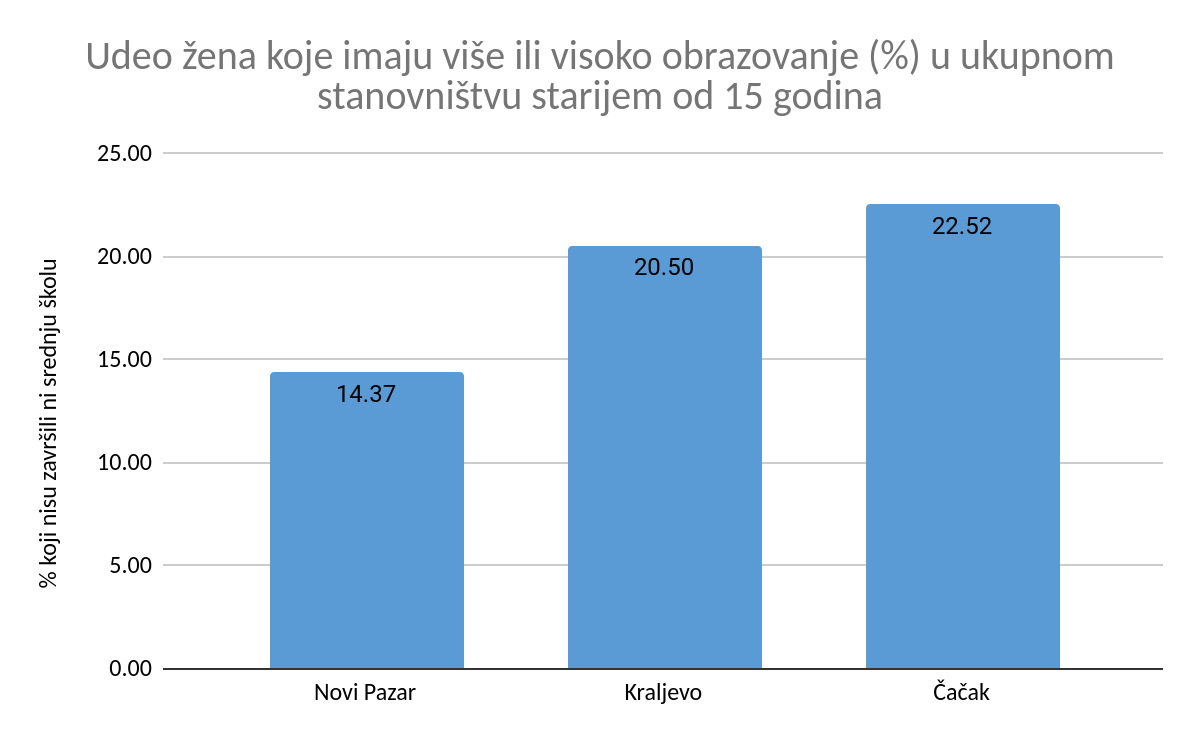 Udeo žena koje imaju više ili visoko obrazovanje (%) u ukupnom
stanovništvu starijem od 15 godina
% koji nisu završili ni srednju školu
25.00
20.00
15.00
10.00
5.00
0.00
14.37
20.50
22.52
Novi Pazar
Kraljevo
Čačak